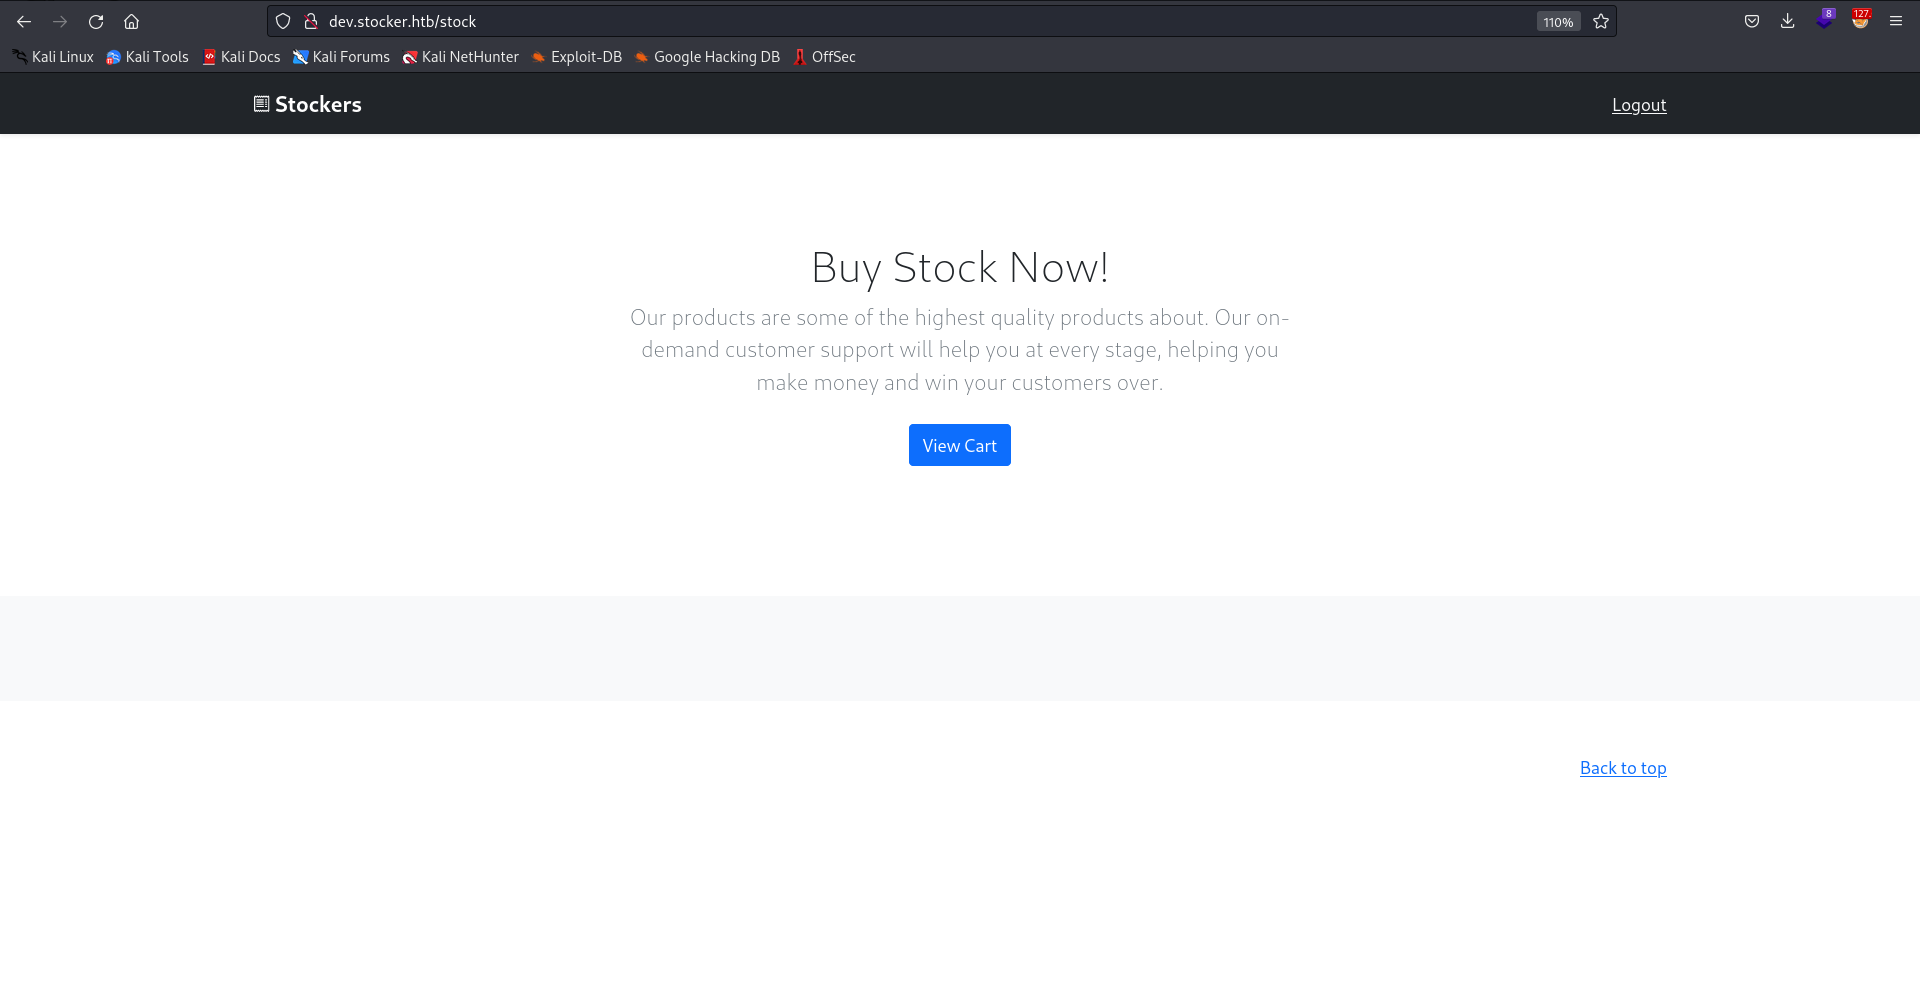 dev.stocker.htb/stock
110%
8
127.
Kali Linux Kali Tools Kali Docs Kali Forums Kali NetHunter Exploit-DB Google Hacking DB OffSec
Stockers
Logout
Buy Stock Now!
Our products are some of the highest quality products about. Our on-
demand customer support will help you at every stage, helping you
make money and win your customers over.
View Cart
Back to top